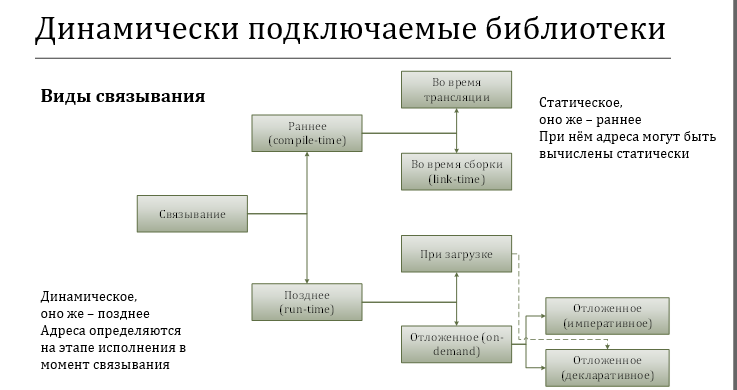 Динамически подключаемые библиотеки
Виды связывания
Во время
трансляции
Статическое,
оно же – раннее
При нём адреса могут быть
вычислены статически
Раннее
(compile-time)
Во время сборки
(link-time)
Связывание
При загрузке
Динамическое,
оно же – позднее
Адреса определяются
на этапе исполнения в
момент связывания
Позднее
(run-time)
Отложенное (on-
demand)
Отложенное
(императивное)
Отложенное
(декларативное)